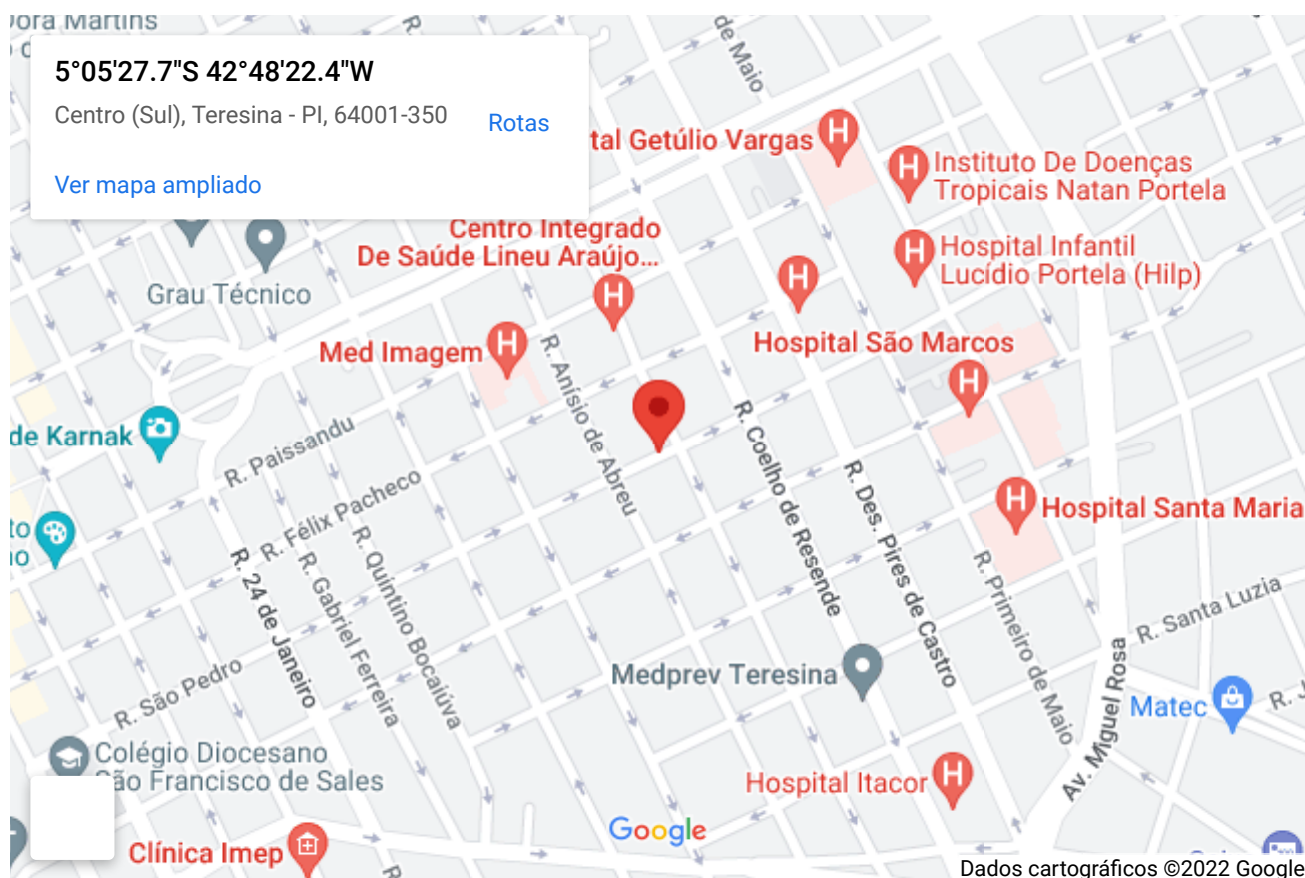 5°05'27.7"S 42°48'22.4"W
Centro (Sul), Teresina - PI, 64001-350
Rotas
Ver mapa ampliado
Martins
de Maio
Getúlio Vargas
Instituto De Doenças
Tropicais Natan Portela
Centro Integrado
De Saúde Lineu Araújo...
Hospital Infantil
Lucídio Portela (Hilp)
Grau Técnico
Med Imagem
Hospital São Marcos
R. Anísio de Abreu
de Karnak
R. Paissandu
R. Coelho de Resende
R. Des. Pires de Castro
R. Félix Pacheco
Hospital Santa Maria
R. 24 de Janeiro
R. Gabriel Ferreira
R. Quintino Bocaiúva
R. Primeiro de Maio
R. Santa Luzia
R. São Pedro
Medprev Teresina
Av. Miguel Rosa
Matec
Colégio Diocesano
São Francisco de Sales
Hospital Itacor
Google
Clínica Imep
Dados cartográficos ©2022 Google